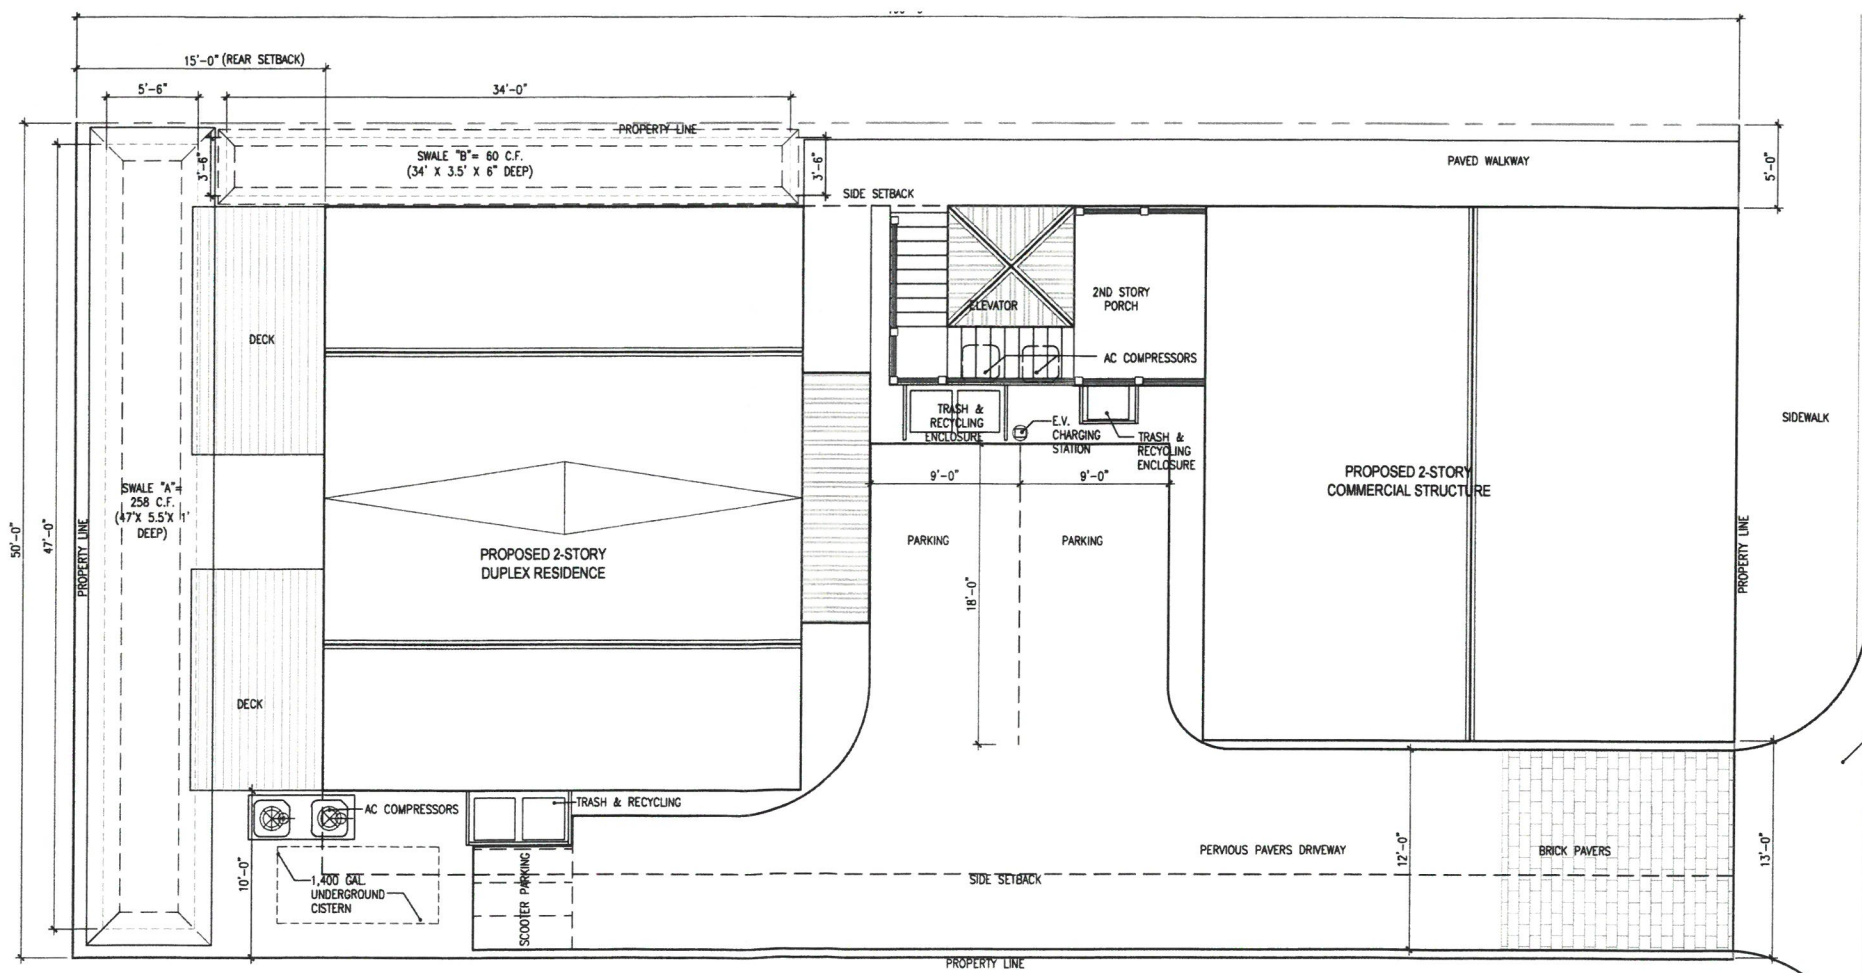 15'-0" (REAR SETBACK)
5'-6"
34'-0"
PROPERTY LINE
SWALE "B"= 60 C.F.
(34' X 3.5' X 6" DEEP)
3'-6"
3'-6"
SIDE SETBACK
PAVED WALKWAY
5'-0"
DECK
ELEVATOR
2ND STORY
PORCH
AC COMPRESSORS
TRASH &
RECYCLING
ENCLOSURE
E.V.
CHARGING
STATION
TRASH &
RECYCLING
ENCLOSURE
SIDEWALK
9'-0"
9'-0"
PROPOSED 2-STORY
COMMERCIAL STRUCTURE
SWALE "A"=
258 C.F.
(47'X 5.5'X 1'
DEEP)
50'-0"
47'-0"
PROPERTY LINE
PROPOSED 2-STORY
DUPLEX RESIDENCE
PARKING
PARKING
18'-0"
PROPERTY LINE
DECK
AC COMPRESSORS
TRASH & RECYCLING
10'-0"
1,400 GAL.
UNDERGROUND
CISTERN
SCOOTER PARKING
SIDE SETBACK
PERVIOUS PAVERS DRIVEWAY
12'-0"
BRICK PAVERS
13'-0"
PROPERTY LINE